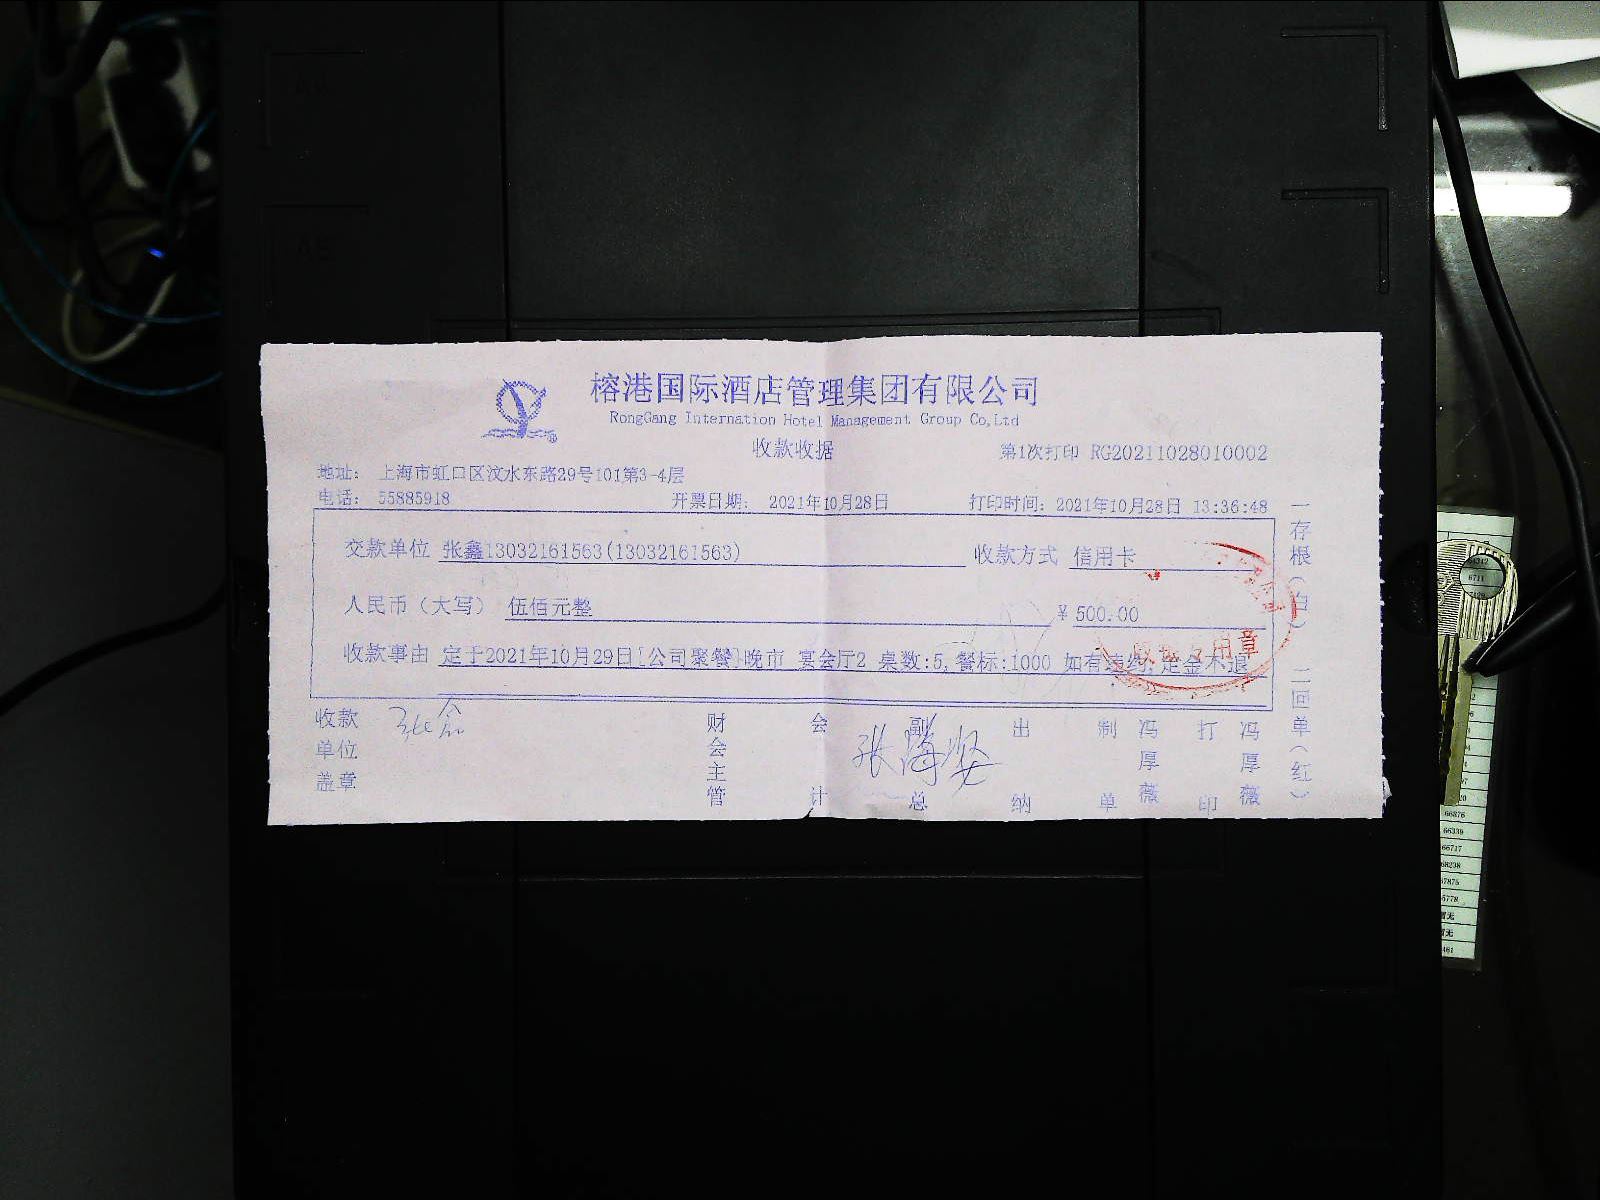 榕港国际酒店管理集团有限公司
RongGang Internation Hotel Management Group Co,Ltd
收款收据
第1次打印 RG20211028010002
地址: 上海市虹口区汶水东路29号101第3-4层
电话: 55885918 开票日期: 2021年10月28日 打印时间: 2021年10月28日 13:36:48
交款单位 张鑫13032161563(13032161563) 收款方式 信用卡
人民币（大写） 伍佰元整 ¥500.00
收款事由 定于2021年10月29日[公司聚餐]晚市 宴会厅2 桌数:5,餐标:1000 如有违约,定金不退
收款单位盖章
财会主管
会计
副总
张海
出纳
制单
冯厚薇
打印
冯厚薇
一存根（白） 二回单（红）
用章
A4
A5
66376
66339
66717
68238